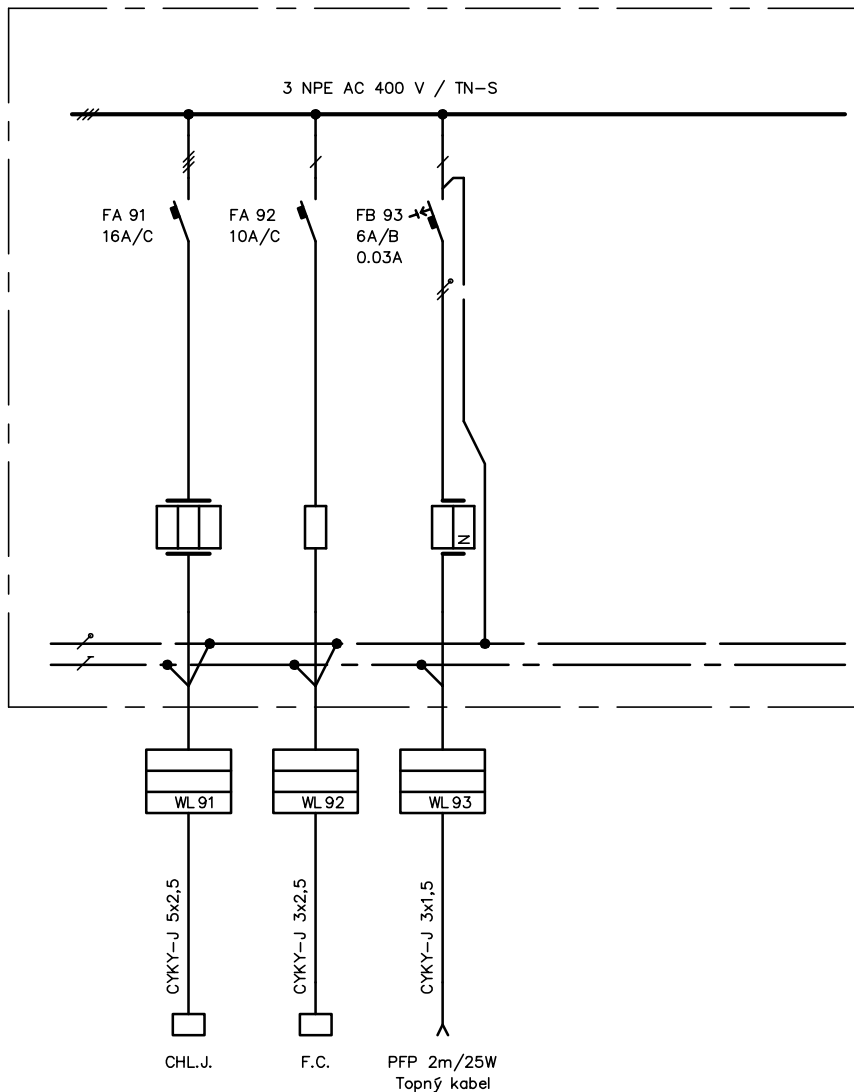 3 NPE AC 400 V / TN-S
FA 91
16A/C
FA 92
10A/C
FB 93
6A/B
0.03A
N
WL 91
WL 92
WL 93
CYKY-J 5x2,5
CYKY-J 3x2,5
CYKY-J 3x1,5
CHL.J.
F.C.
PFP 2m/25W
Topný kabel